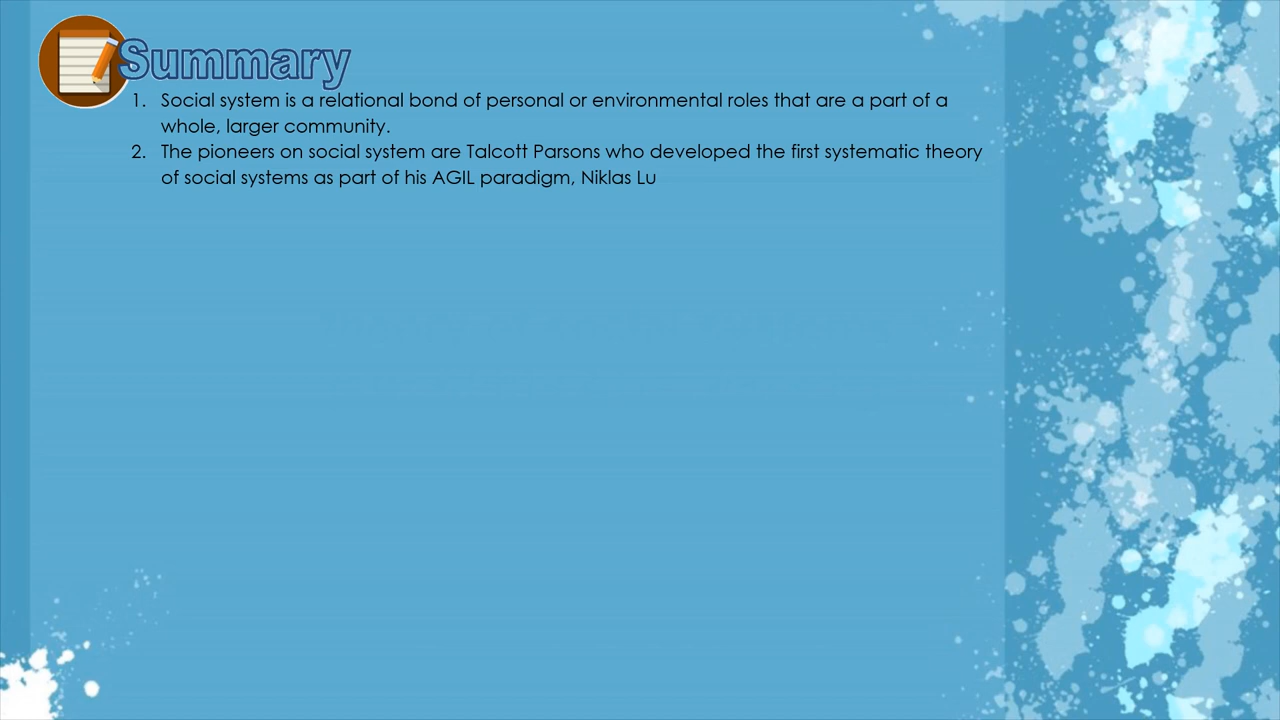 Summary
1. Social system is a relational bond of personal or environmental roles that are a part of a
whole, larger community.
2. The pioneers on social system are Talcott Parsons who developed the first systematic theory
of social systems as part of his AGIL paradigm, Niklas Lu